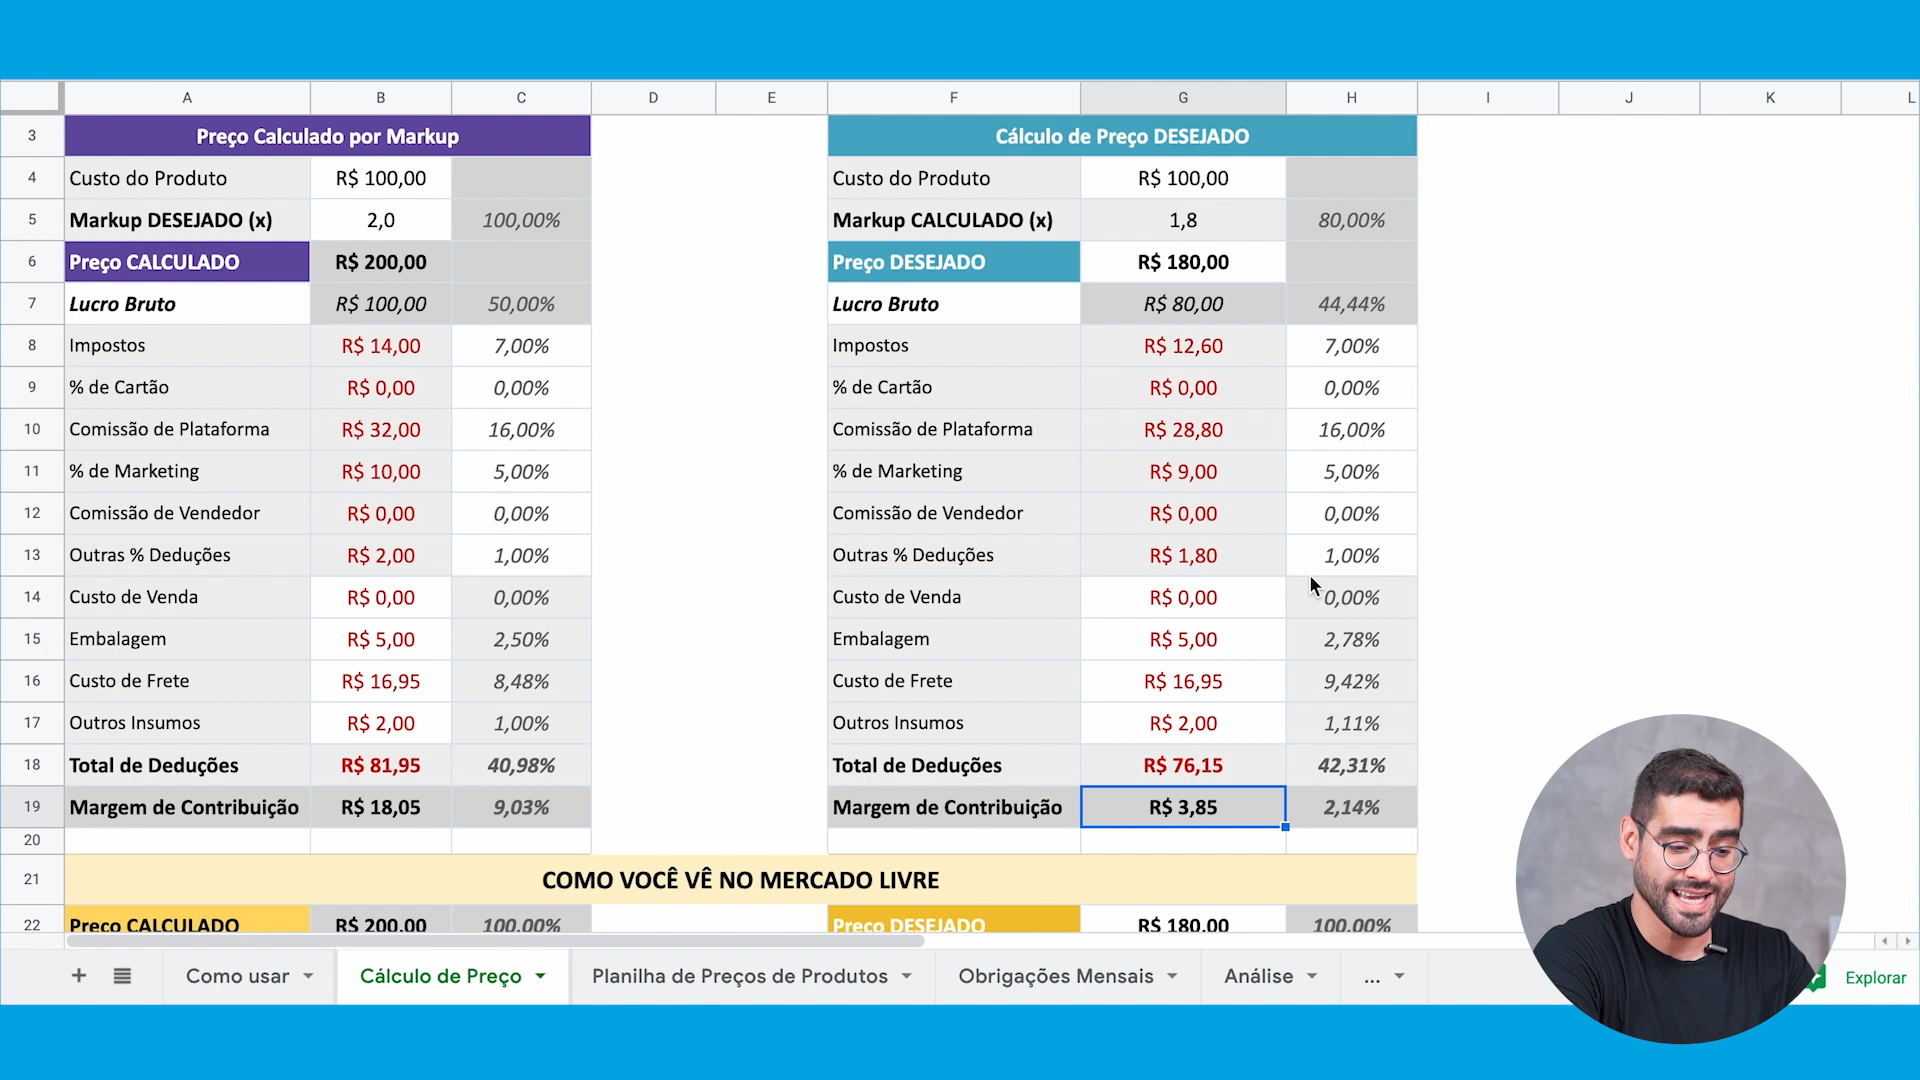 A B C D E F G H I J K L
3 Preço Calculado por Markup Cálculo de Preço DESEJADO
4 Custo do Produto R$ 100,00 Custo do Produto R$ 100,00
5 Markup DESEJADO (x) 2,0 100,00% Markup CALCULADO (x) 1,8 80,00%
6 Preço CALCULADO R$ 200,00 Preço DESEJADO R$ 180,00
7 Lucro Bruto R$ 100,00 50,00% Lucro Bruto R$ 80,00 44,44%
8 Impostos R$ 14,00 7,00% Impostos R$ 12,60 7,00%
9 % de Cartão R$ 0,00 0,00% % de Cartão R$ 0,00 0,00%
10 Comissão de Plataforma R$ 32,00 16,00% Comissão de Plataforma R$ 28,80 16,00%
11 % de Marketing R$ 10,00 5,00% % de Marketing R$ 9,00 5,00%
12 Comissão de Vendedor R$ 0,00 0,00% Comissão de Vendedor R$ 0,00 0,00%
13 Outras % Deduções R$ 2,00 1,00% Outras % Deduções R$ 1,80 1,00%
14 Custo de Venda R$ 0,00 0,00% Custo de Venda R$ 0,00 0,00%
15 Embalagem R$ 5,00 2,50% Embalagem R$ 5,00 2,78%
16 Custo de Frete R$ 16,95 8,48% Custo de Frete R$ 16,95 9,42%
17 Outros Insumos R$ 2,00 1,00% Outros Insumos R$ 2,00 1,11%
18 Total de Deduções R$ 81,95 40,98% Total de Deduções R$ 76,15 42,31%
19 Margem de Contribuição R$ 18,05 9,03% Margem de Contribuição R$ 3,85 2,14%
20
21 COMO VOCÊ VÊ NO MERCADO LIVRE
22 Preço CALCULADO R$ 200,00 100,00% Preço DESEJADO R$ 180,00 100,00%
+ Como usar Cálculo de Preço Planilha de Preços de Produtos Obrigações Mensais Análise ... Explorar